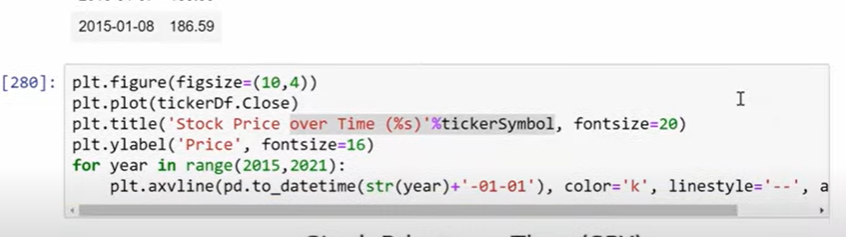 2015-01-08 186.59
[280]: plt.figure(figsize=(10,4))
plt.plot(tickerDf.Close)
plt.title('Stock Price over Time (%s)'%tickerSymbol, fontsize=20)
plt.ylabel('Price', fontsize=16)
for year in range(2015,2021):
    plt.axvline(pd.to_datetime(str(year)+'-01-01'), color='k', linestyle='--', a